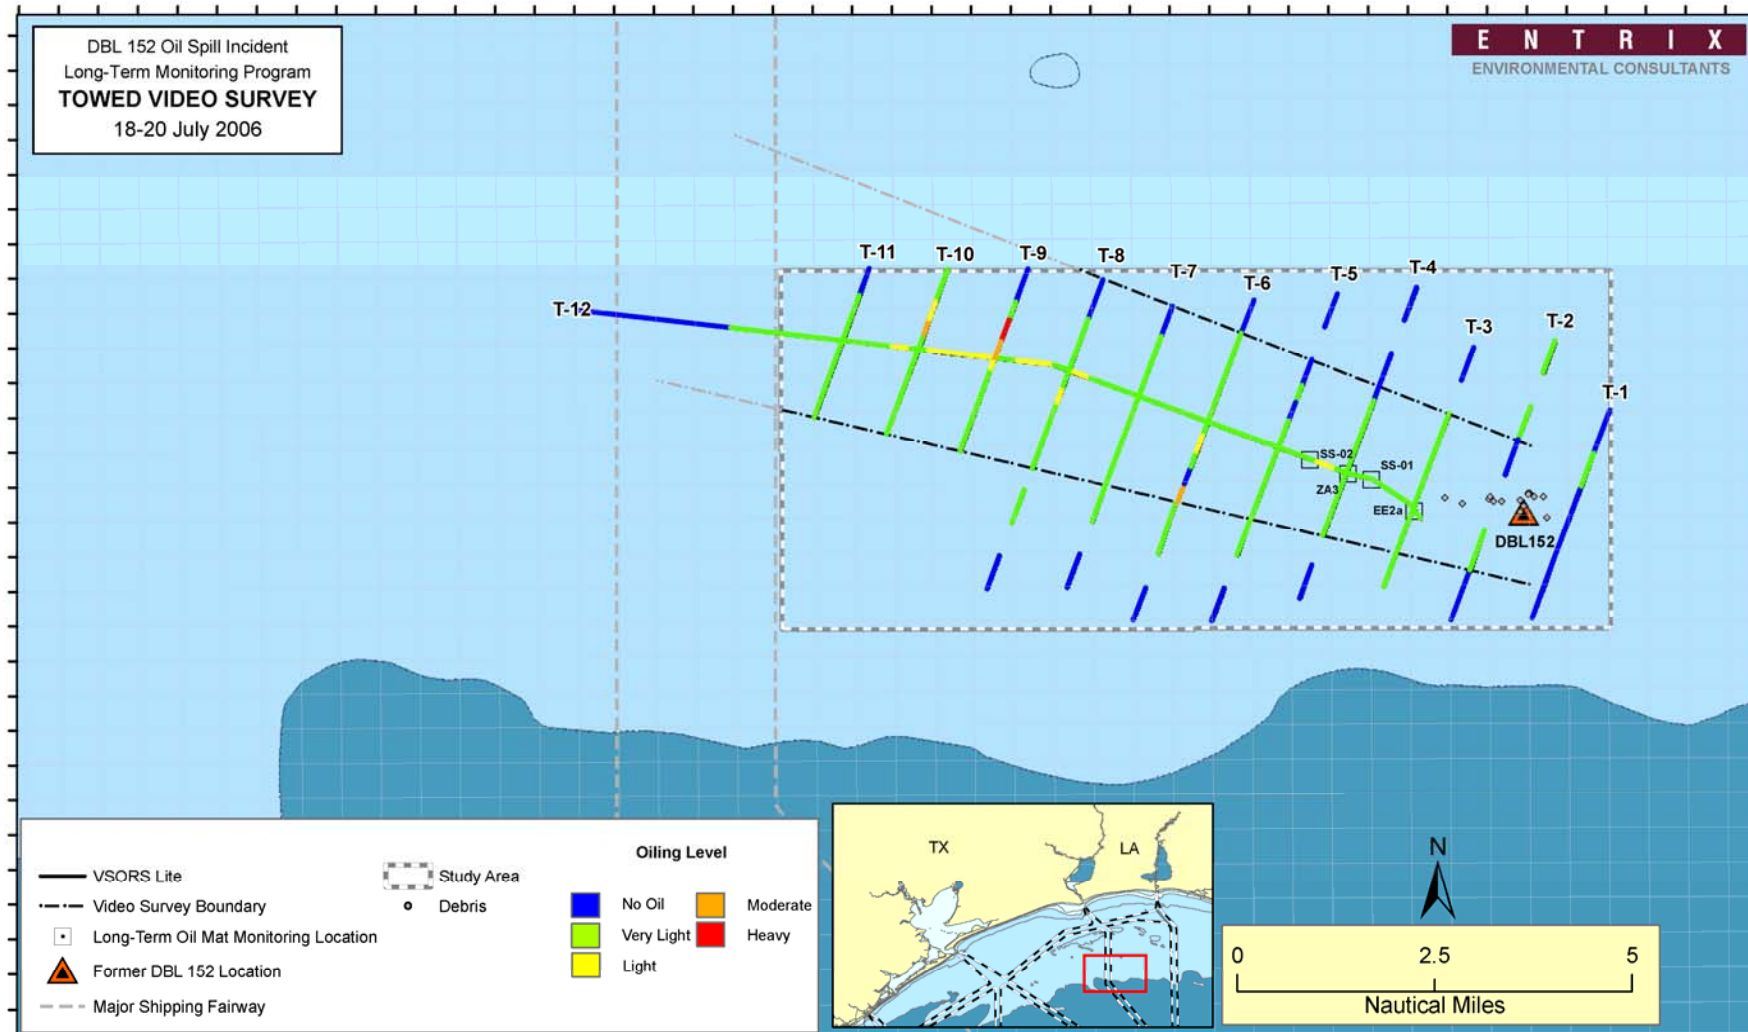 DBL 152 Oil Spill Incident
Long-Term Monitoring Program
TOWED VIDEO SURVEY
18-20 July 2006
E N T R I X
ENVIRONMENTAL CONSULTANTS
T-11
T-10
T-9
T-8
T-7
T-6
T-5
T-4
T-3
T-2
T-1
T-12
SS-02
SS-01
ZA3
EE2a
DBL152
VSORS Lite
Video Survey Boundary
Long-Term Oil Mat Monitoring Location
Former DBL 152 Location
Major Shipping Fairway
Study Area
Debris
Oiling Level
No Oil
Very Light
Light
Moderate
Heavy
TX
LA
N
0 2.5 5
Nautical Miles